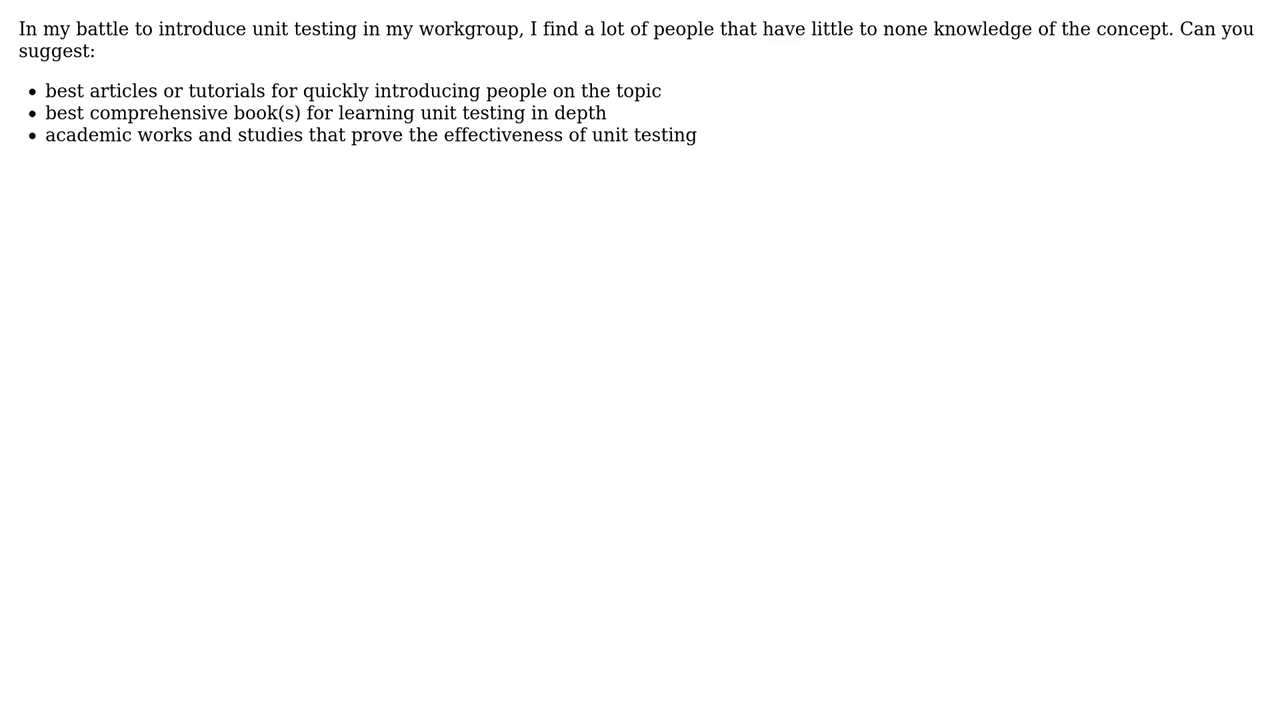 In my battle to introduce unit testing in my workgroup, I find a lot of people that have little to none knowledge of the concept. Can you
suggest:
• best articles or tutorials for quickly introducing people on the topic
• best comprehensive book(s) for learning unit testing in depth
• academic works and studies that prove the effectiveness of unit testing